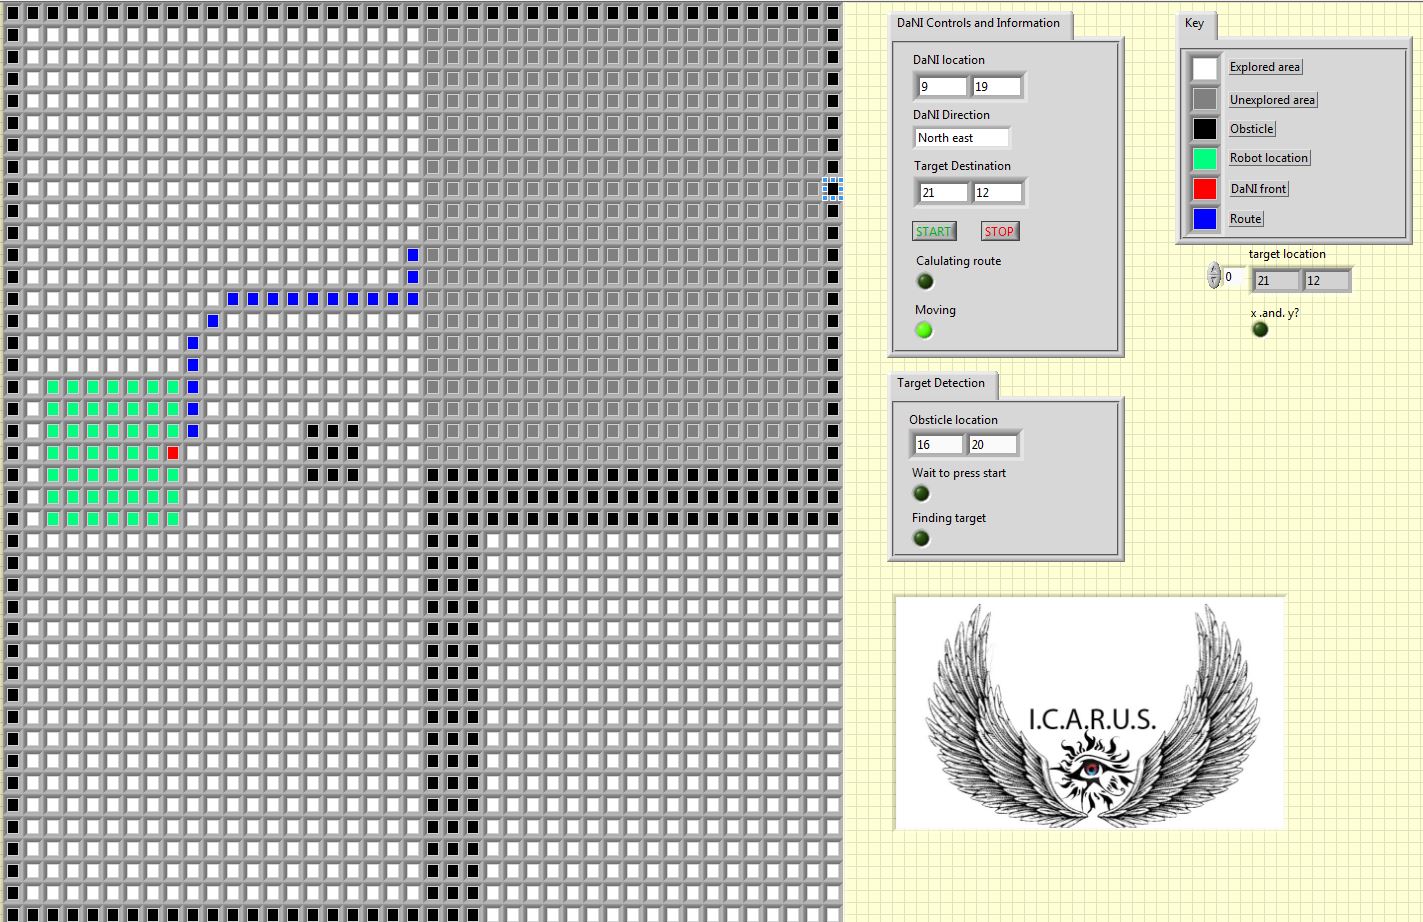 DaNI Controls and Information
DaNI location
9 19
DaNI Direction
North east
Target Destination
21 12
START STOP
Calulating route
Moving
Key
Explored area
Unexplored area
Obsticle
Robot location
DaNI front
Route
target location
0 21 12
x .and. y?
Target Detection
Obsticle location
16 20
Wait to press start
Finding target
I.C.A.R.U.S.